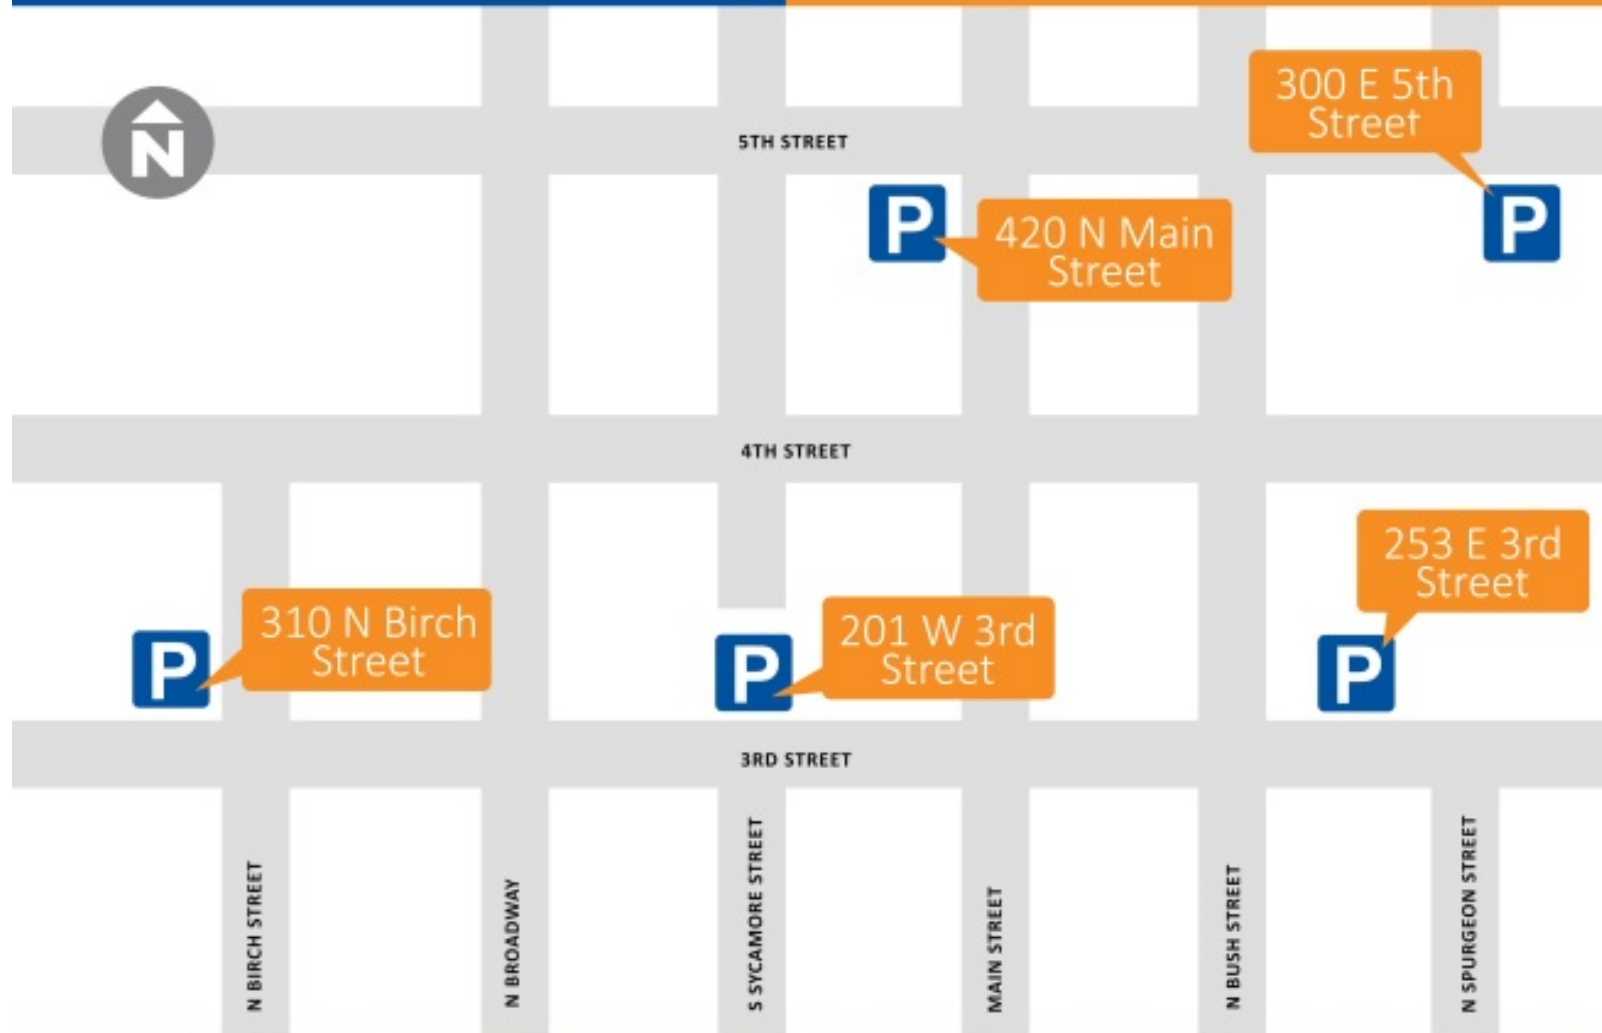 300 E 5th
Street
N
5TH STREET
P
420 N Main
Street
P
4TH STREET
253 E 3rd
Street
310 N Birch
Street
P
201 W 3rd
Street
P
P
3RD STREET
N BIRCH STREET
N BROADWAY
S SYCAMORE STREET
MAIN STREET
N BUSH STREET
N SPURGEON STREET